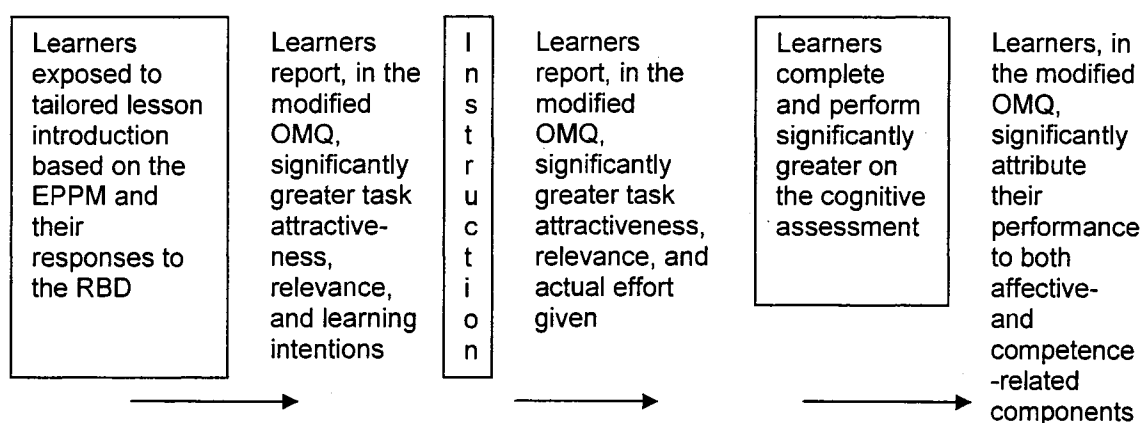 Learners
exposed to
tailored lesson
introduction
based on the
EPPM and
their
responses to
the RBD
Learners
report, in the
modified
OMQ,
significantly
greater task
attractive-
ness,
relevance,
and learning
intentions
I
n
s
t
r
u
c
t
i
o
n
Learners
report, in the
modified
OMQ,
significantly
greater task
attractiveness,
relevance, and
actual effort
given
Learners
complete
and perform
significantly
greater on
the cognitive
assessment
Learners, in
the modified
OMQ,
significantly
attribute
their
performance
to both
affective-
and
competence
-related
components